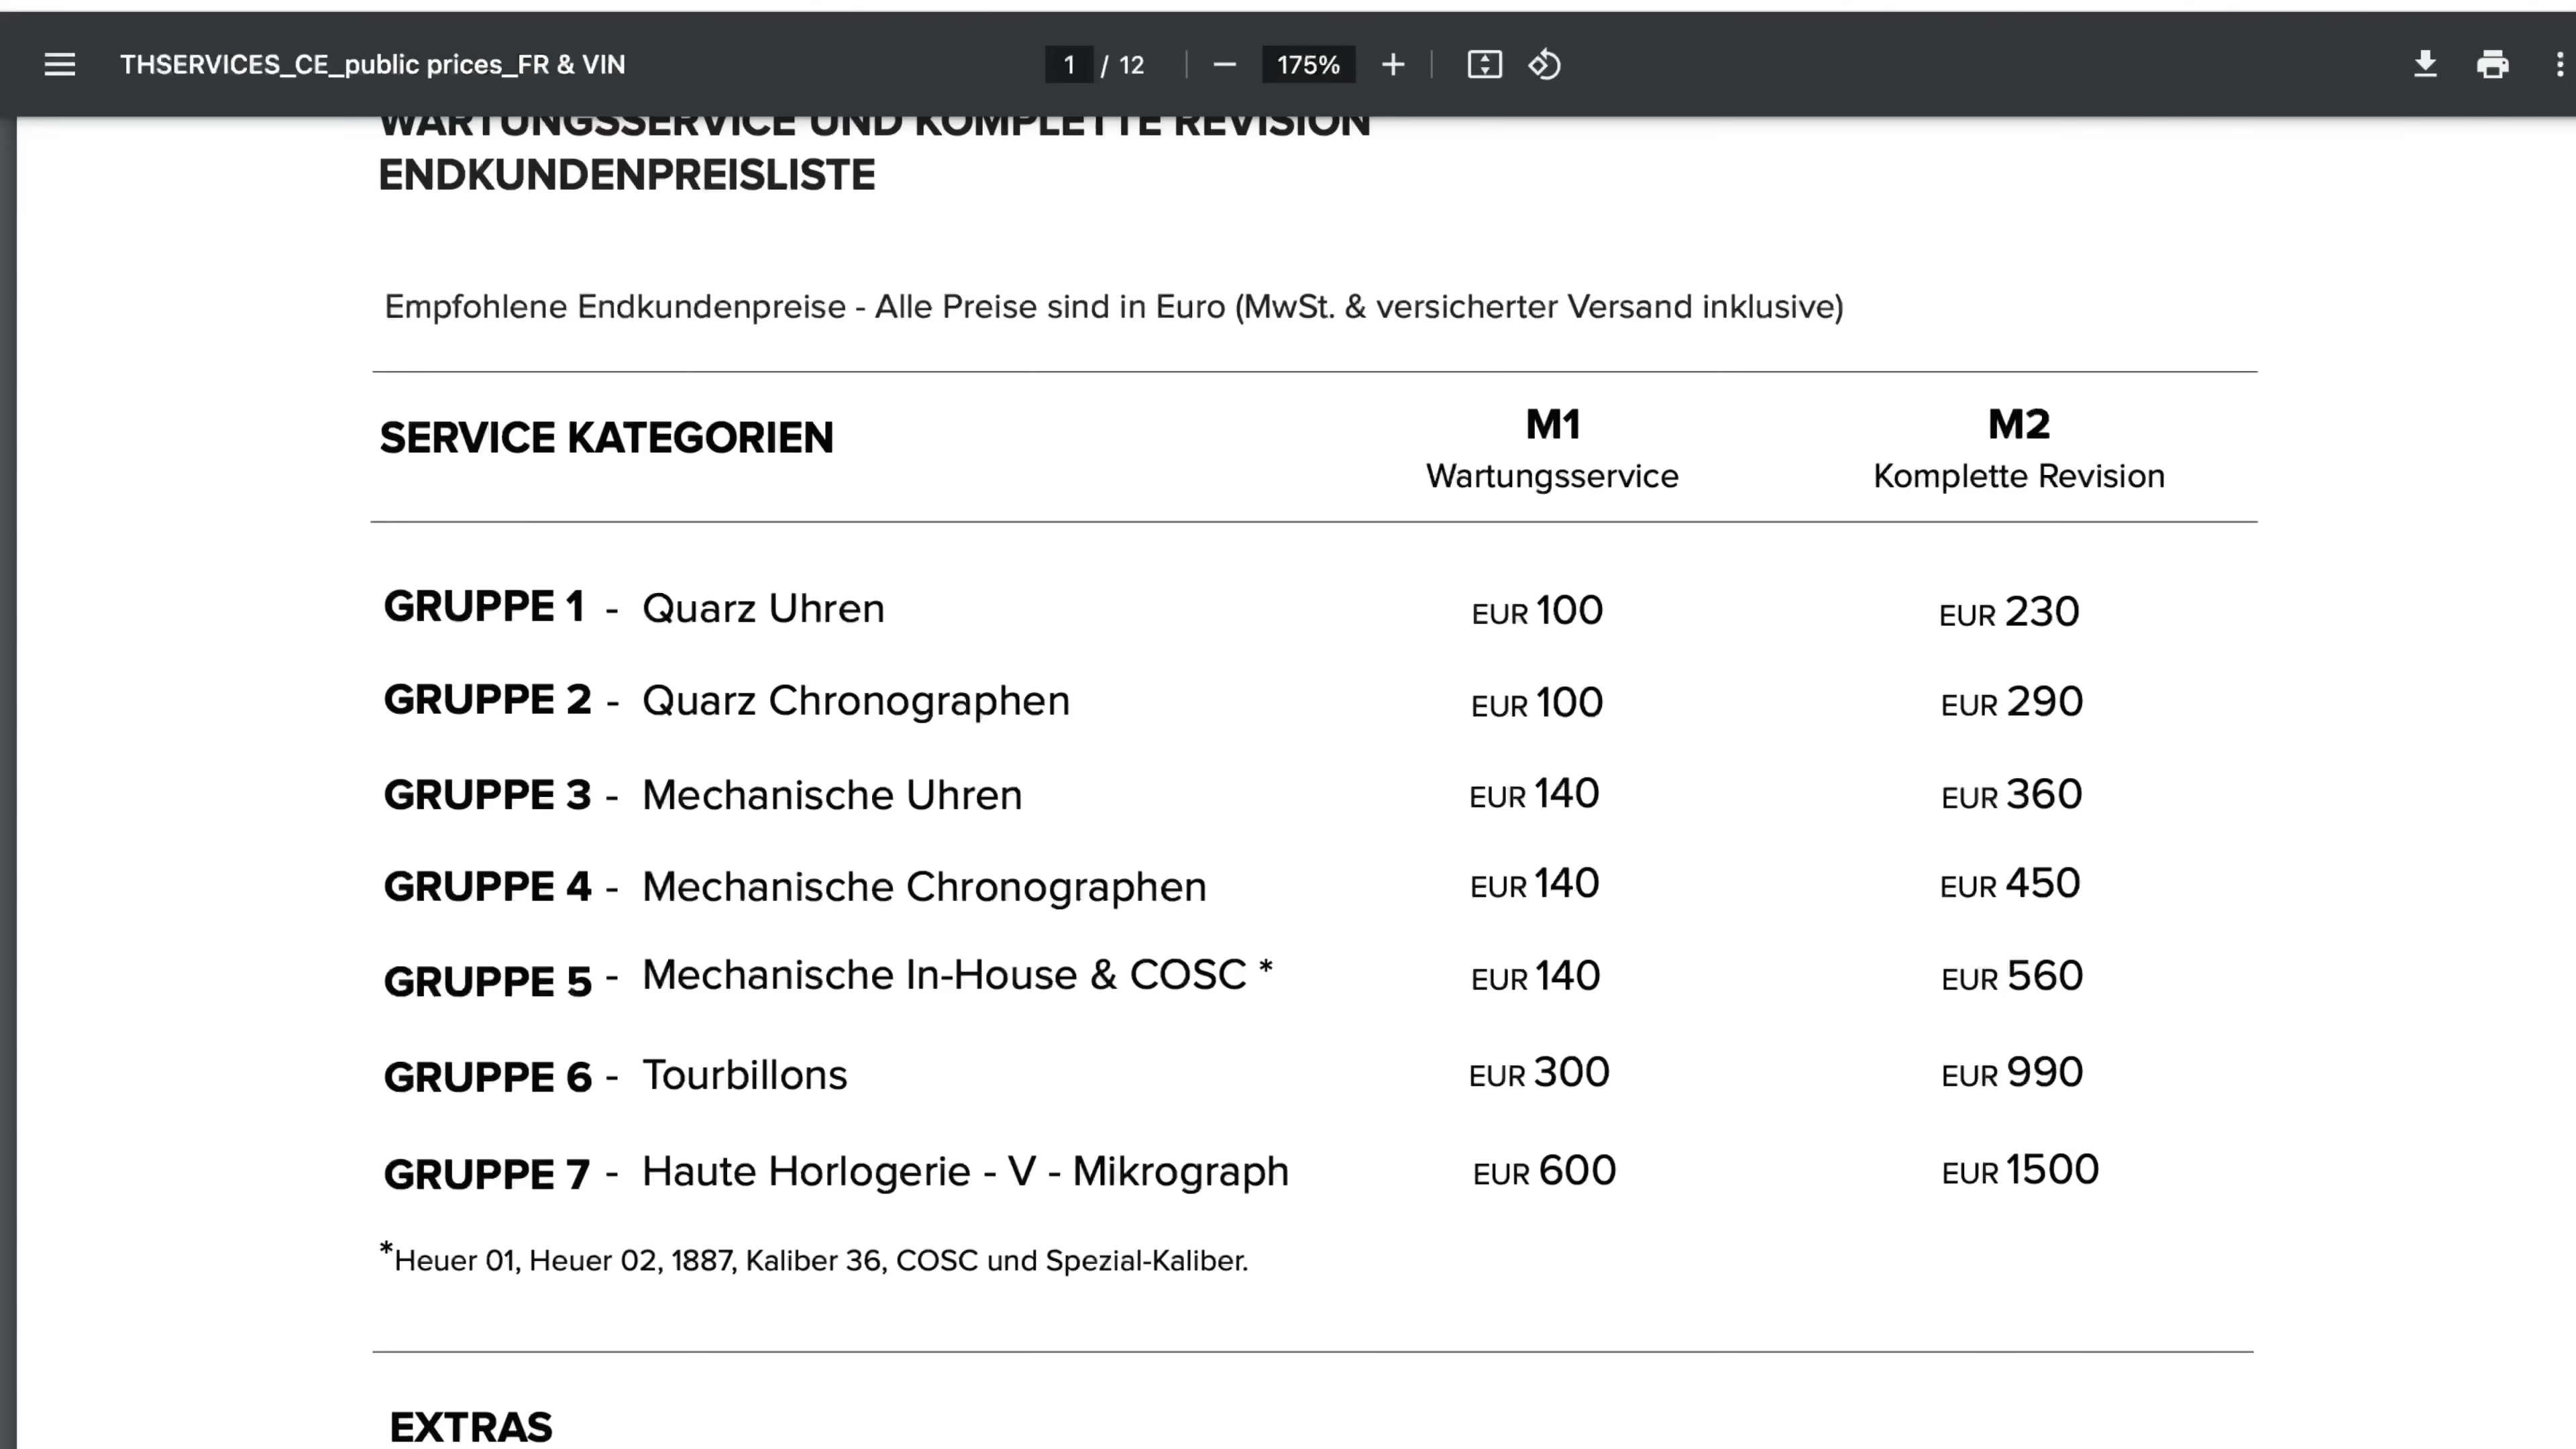 THSERVICES_CE_public prices_FR & VIN
1 / 12
175%
WARTUNGSSERVICE UND KOMPLETTE REVISION
ENDKUNDENPREISLISTE
Empfohlene Endkundenpreise - Alle Preise sind in Euro (MwSt. & versicherter Versand inklusive)
SERVICE KATEGORIEN M1 M2
Wartungsservice Komplette Revision
GRUPPE 1 - Quarz Uhren EUR 100 EUR 230
GRUPPE 2 - Quarz Chronographen EUR 100 EUR 290
GRUPPE 3 - Mechanische Uhren EUR 140 EUR 360
GRUPPE 4 - Mechanische Chronographen EUR 140 EUR 450
GRUPPE 5 - Mechanische In-House & COSC * EUR 140 EUR 560
GRUPPE 6 - Tourbillons EUR 300 EUR 990
GRUPPE 7 - Haute Horlogerie - V - Mikrograph EUR 600 EUR 1500
*Heuer 01, Heuer 02, 1887, Kaliber 36, COSC und Spezial-Kaliber.
EXTRAS